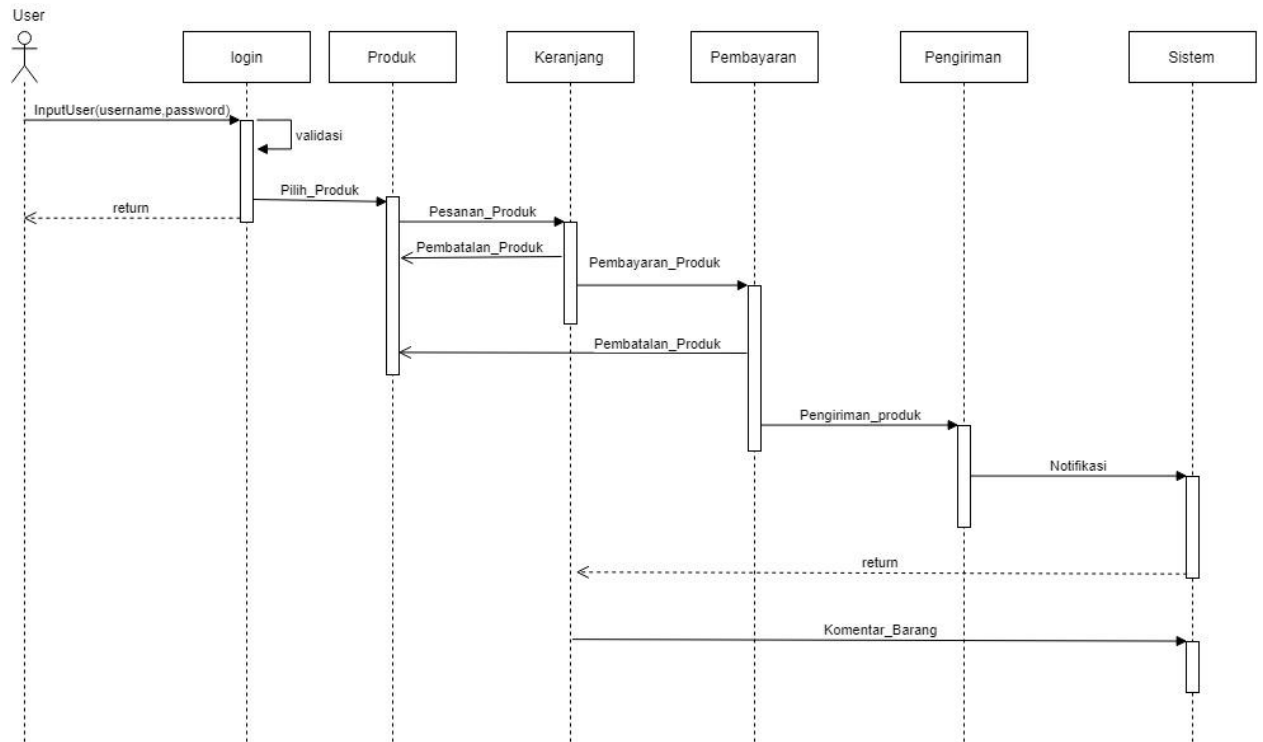 User
login
Produk
Keranjang
Pembayaran
Pengiriman
Sistem
InputUser(username,password)
validasi
Pilih_Produk
return
Pesanan_Produk
Pembatalan_Produk
Pembayaran_Produk
Pembatalan_Produk
Pengiriman_produk
Notifikasi
return
Komentar_Barang